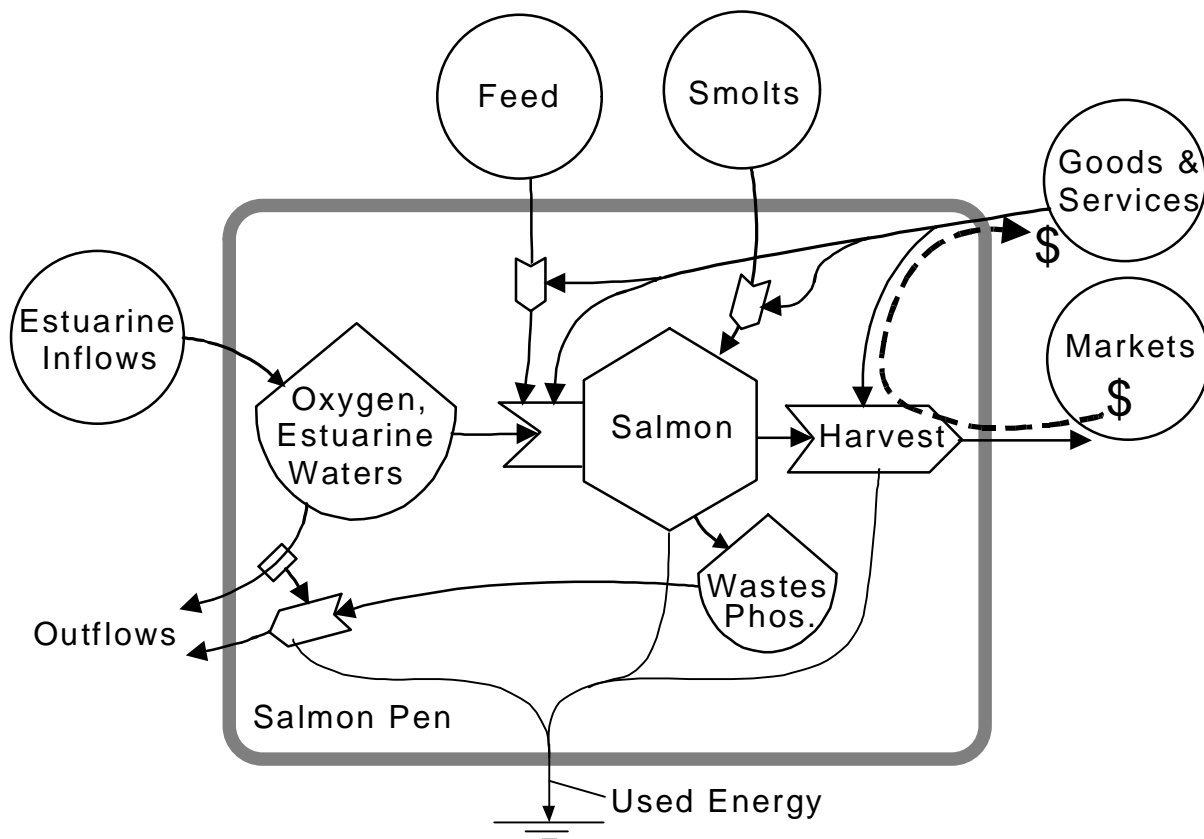 Feed
Smolts
Goods &
Services
$
Estuarine
Inflows
Markets
$
Oxygen,
Estuarine
Waters
Salmon
Harvest
Wastes
Phos.
Outflows
Salmon Pen
Used Energy